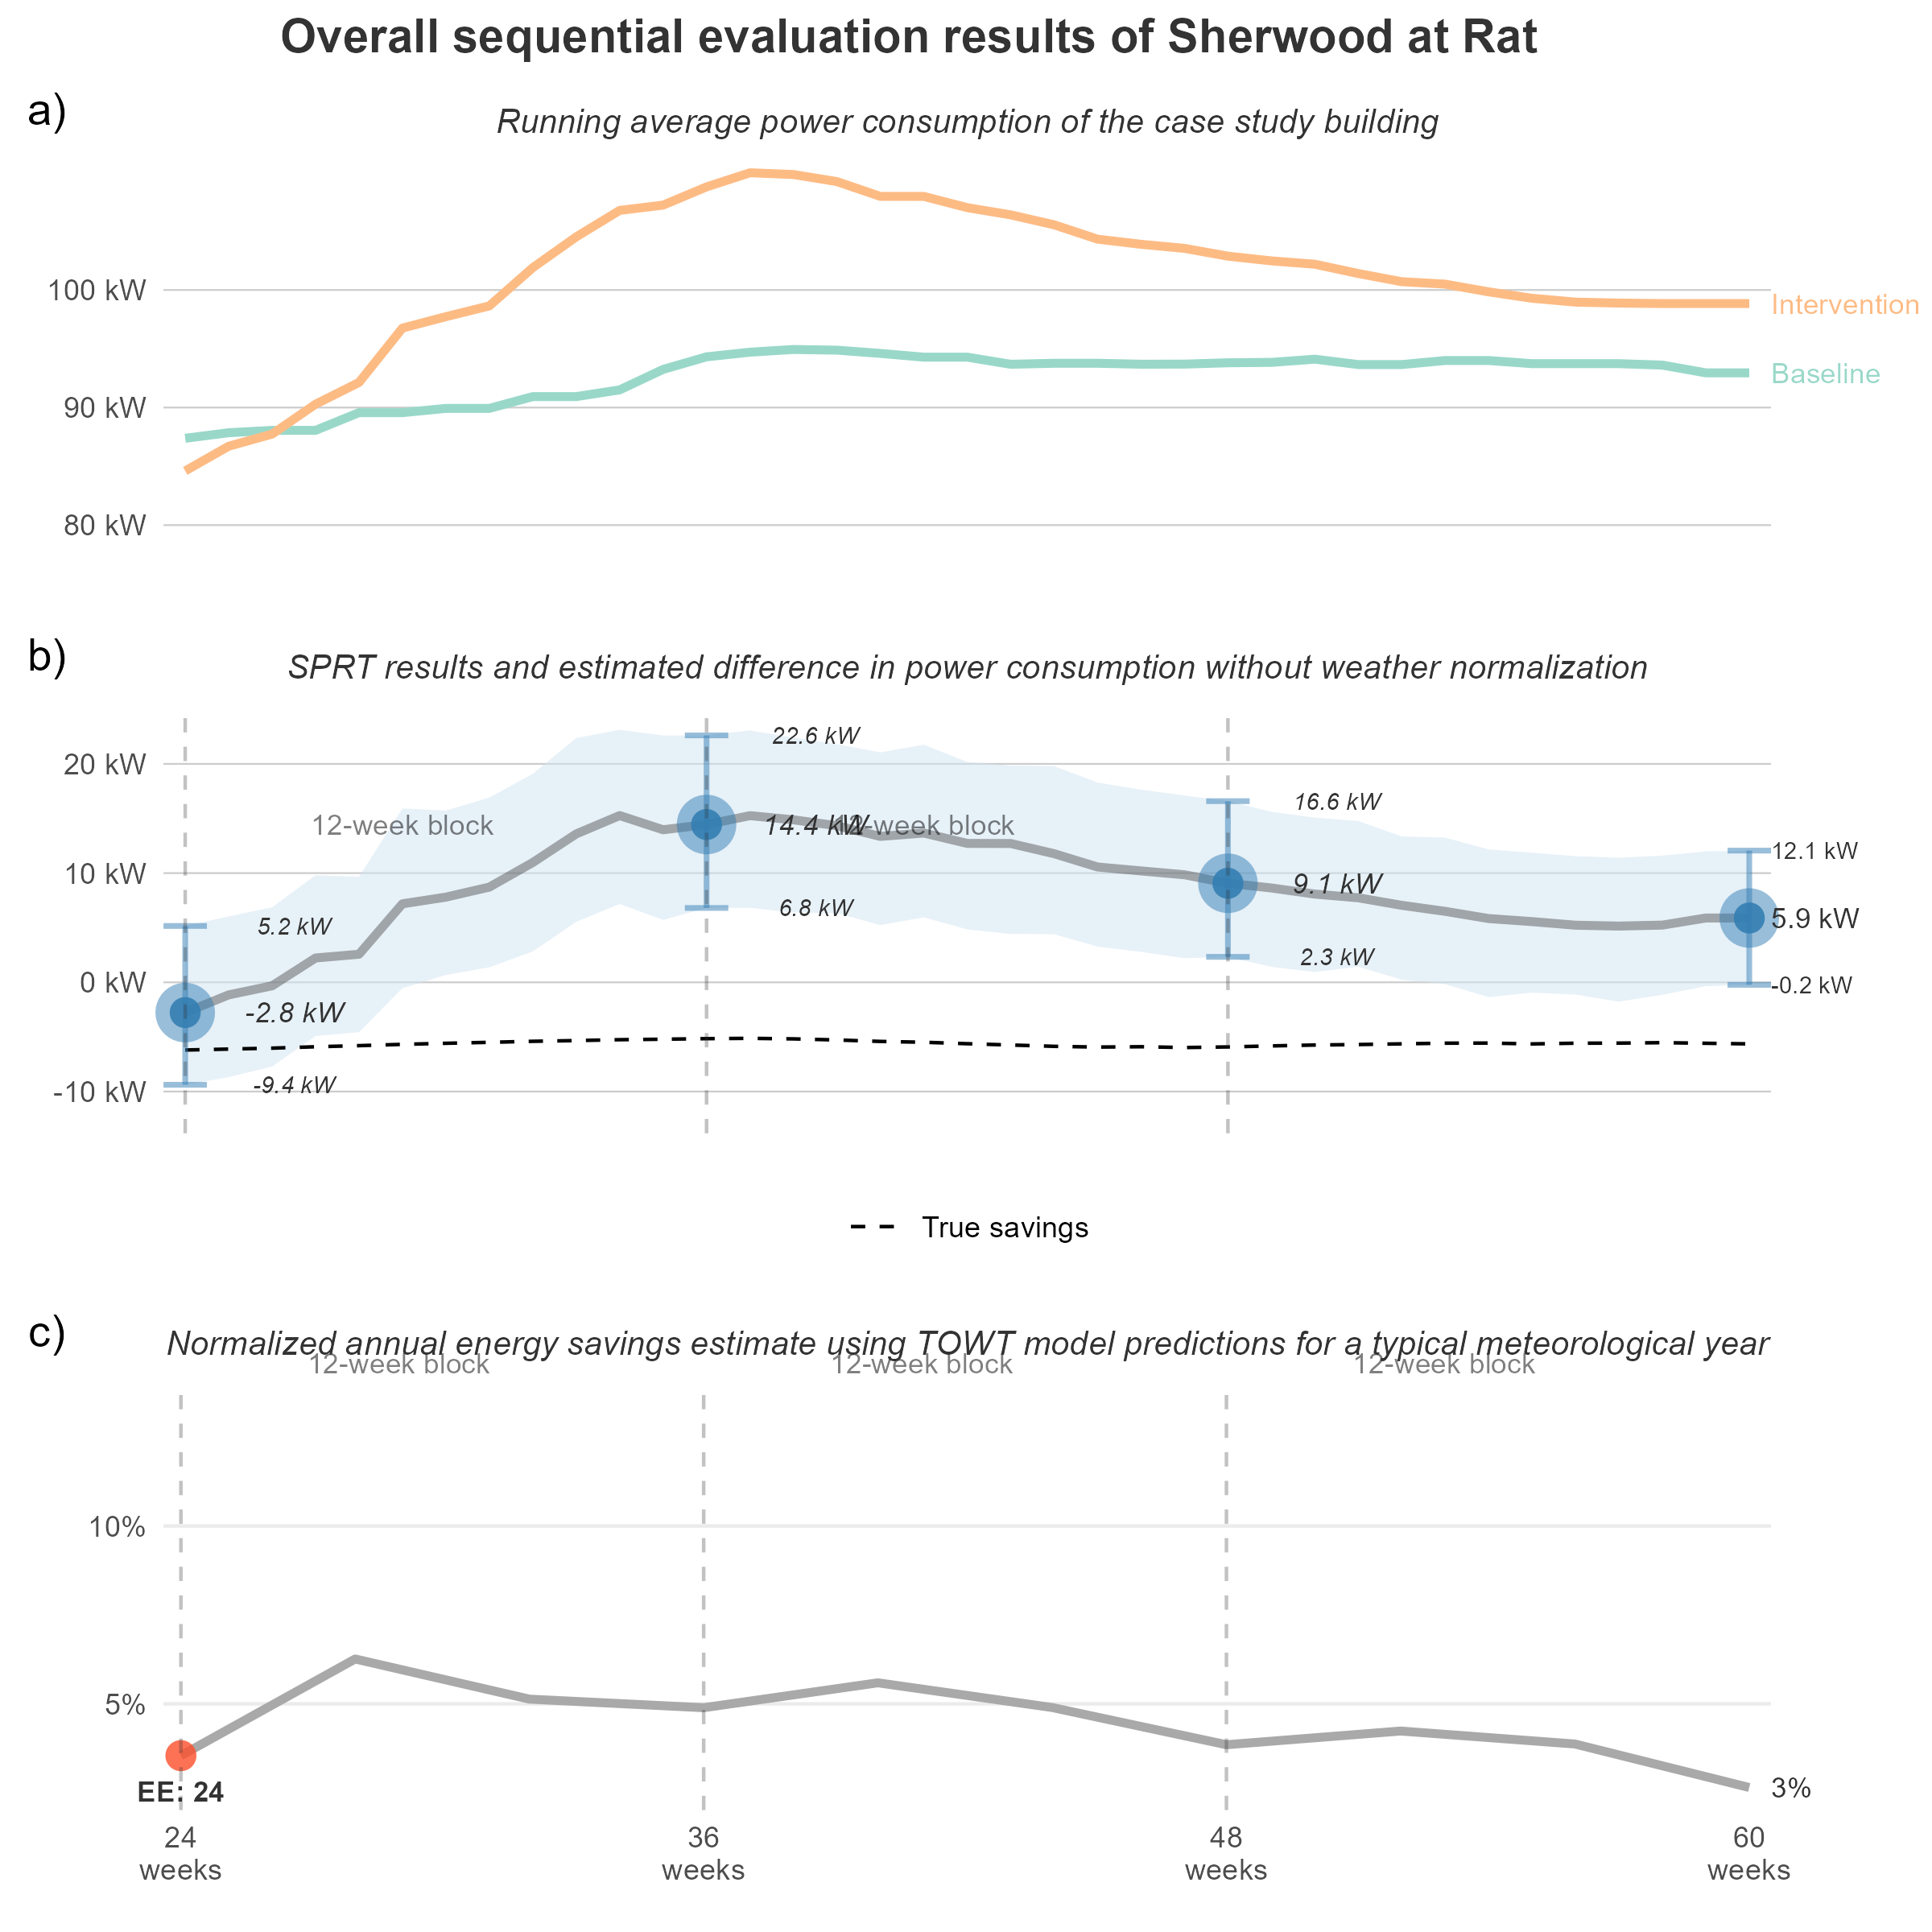 Overall sequential evaluation results of Sherwood at Rat
a)
Running average power consumption of the case study building
100 kW
90 kW
80 kW
Intervention
Baseline
b)
SPRT results and estimated difference in power consumption without weather normalization
20 kW
10 kW
0 kW
-10 kW
12-week block
12-week block
5.2 kW
-2.8 kW
-9.4 kW
22.6 kW
14.4 kW
6.8 kW
16.6 kW
9.1 kW
2.3 kW
12.1 kW
5.9 kW
-0.2 kW
True savings
c)
Normalized annual energy savings estimate using TOWT model predictions for a typical meteorological year
12-week block
12-week block
12-week block
10%
5%
EE: 24
3%
24
weeks
36
weeks
48
weeks
60
weeks